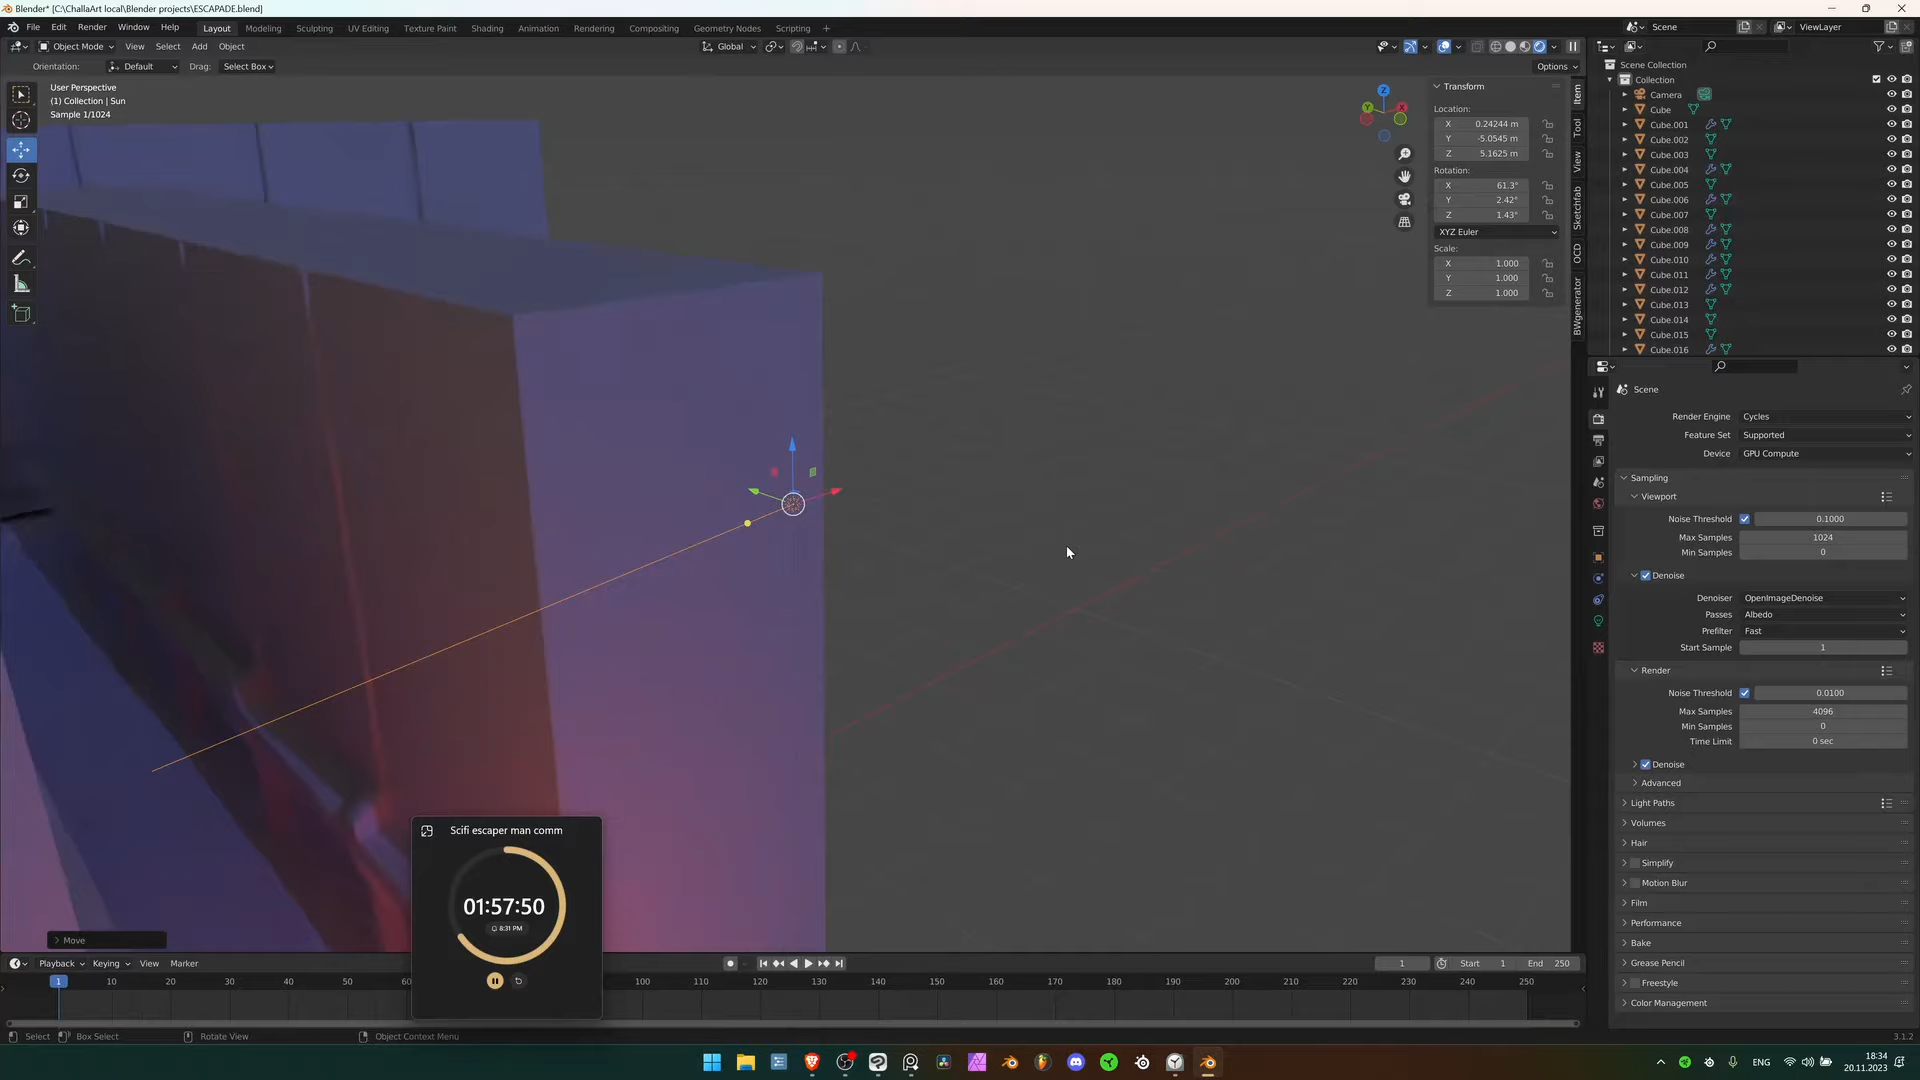 Blender* [C:\ChallaArt local\Blender projects\ESCAPADE.blend]
File Edit Render Window Help
Layout Modeling Sculpting UV Editing Texture Paint Shading Animation Rendering Compositing Geometry Nodes Scripting +
Scene
ViewLayer
Object Mode View Select Add Object
Global
Orientation: Default Drag: Select Box
Options
User Perspective
(1) Collection | Sun
Sample 1/1024
Transform
Location:
X 0.24244 m
Y -5.0545 m
Z 5.1625 m
Rotation:
X 61.3°
Y 2.42°
Z 1.43°
XYZ Euler
Scale:
X 1.000
Y 1.000
Z 1.000
Item
Tool
View
Sketchfab
OCD
BWgenerator
Z
Y
X
Scene Collection
Collection
Camera
Cube
Cube.001
Cube.002
Cube.003
Cube.004
Cube.005
Cube.006
Cube.007
Cube.008
Cube.009
Cube.010
Cube.011
Cube.012
Cube.013
Cube.014
Cube.015
Cube.016
Scene
Render Engine Cycles
Feature Set Supported
Device GPU Compute
Sampling
Viewport
Noise Threshold 0.1000
Max Samples 1024
Min Samples 0
Denoise
Denoiser OpenImageDenoise
Passes Albedo
Prefilter Fast
Start Sample 1
Render
Noise Threshold 0.0100
Max Samples 4096
Min Samples 0
Time Limit 0 sec
Denoise
Advanced
Light Paths
Volumes
Hair
Simplify
Motion Blur
Film
Performance
Bake
Grease Pencil
Freestyle
Color Management
Scifi escaper man comm
01:57:50
8:31 PM
Move
Playback Keying View Marker
1 Start 1 End 250
1 10 20 30 40 50 100 110 120 130 140 150 160 170 180 190 200 210 220 230 240 250
Select Box Select Rotate View Object Context Menu
3.1.2
ENG
18:34
20.11.2023